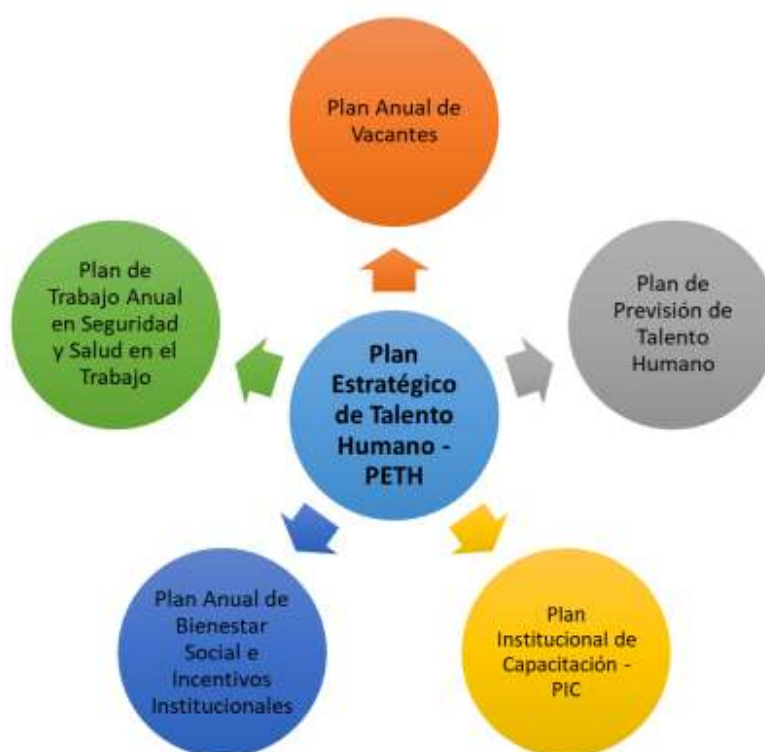 Plan Anual de
Vacantes
Plan de
Trabajo Anual
en Seguridad
y Salud en el
Trabajo
Plan de
Previsión de
Talento
Humano
Plan
Estratégico
de Talento
Humano -
PETH
Plan Anual de
Bienestar
Social e
Incentivos
Institucionales
Plan
Institucional de
Capacitación -
PIC